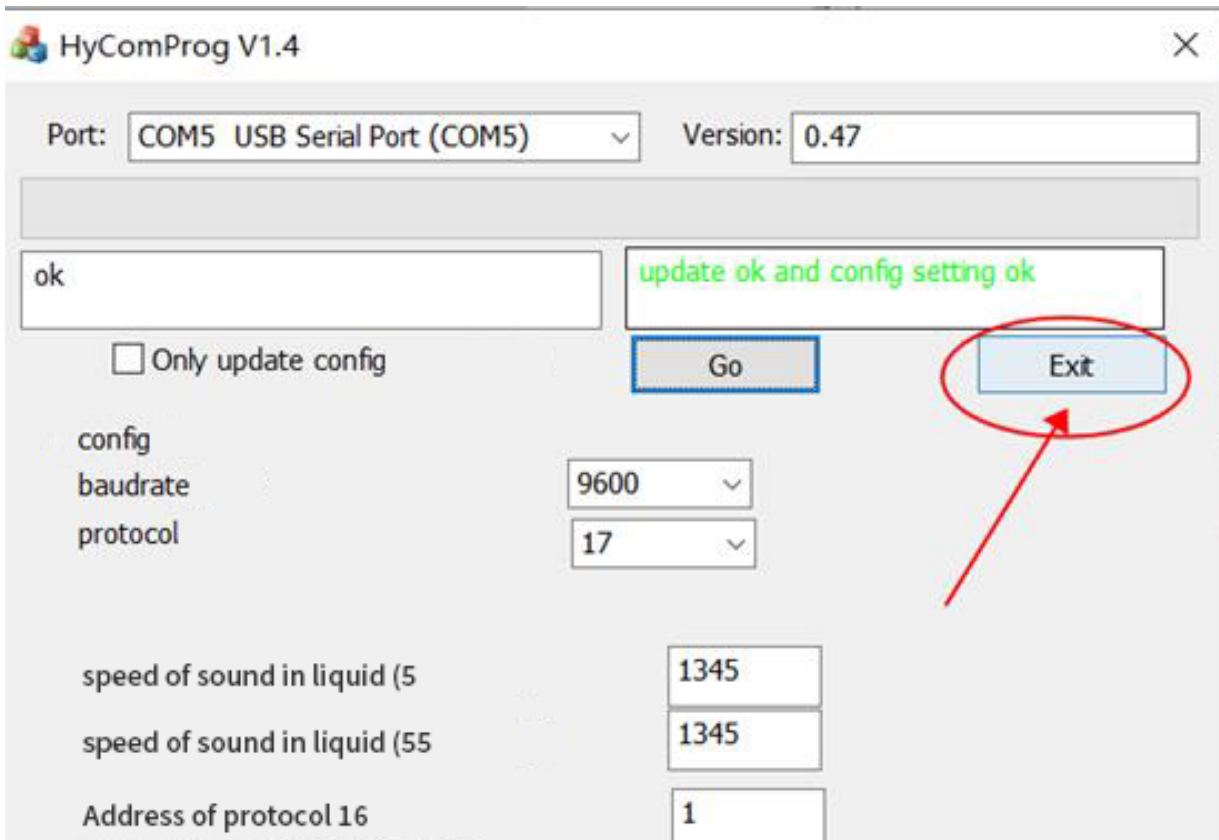 HyComProg V1.4
Port: COM5 USB Serial Port (COM5) Version: 0.47
ok update ok and config setting ok
Only update config Go Exit
config
baudrate 9600
protocol 17
speed of sound in liquid (5 1345
speed of sound in liquid (55 1345
Address of protocol 16 1